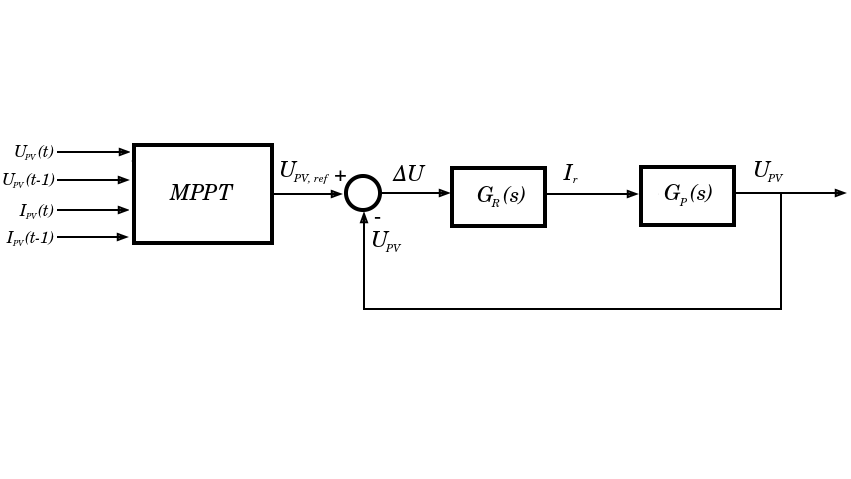 U_PV(t)
U_PV(t-1)
I_PV(t)
I_PV(t-1)
MPPT
U_PV, ref
+
-
U_PV
ΔU
G_R(s)
I_r
G_P(s)
U_PV